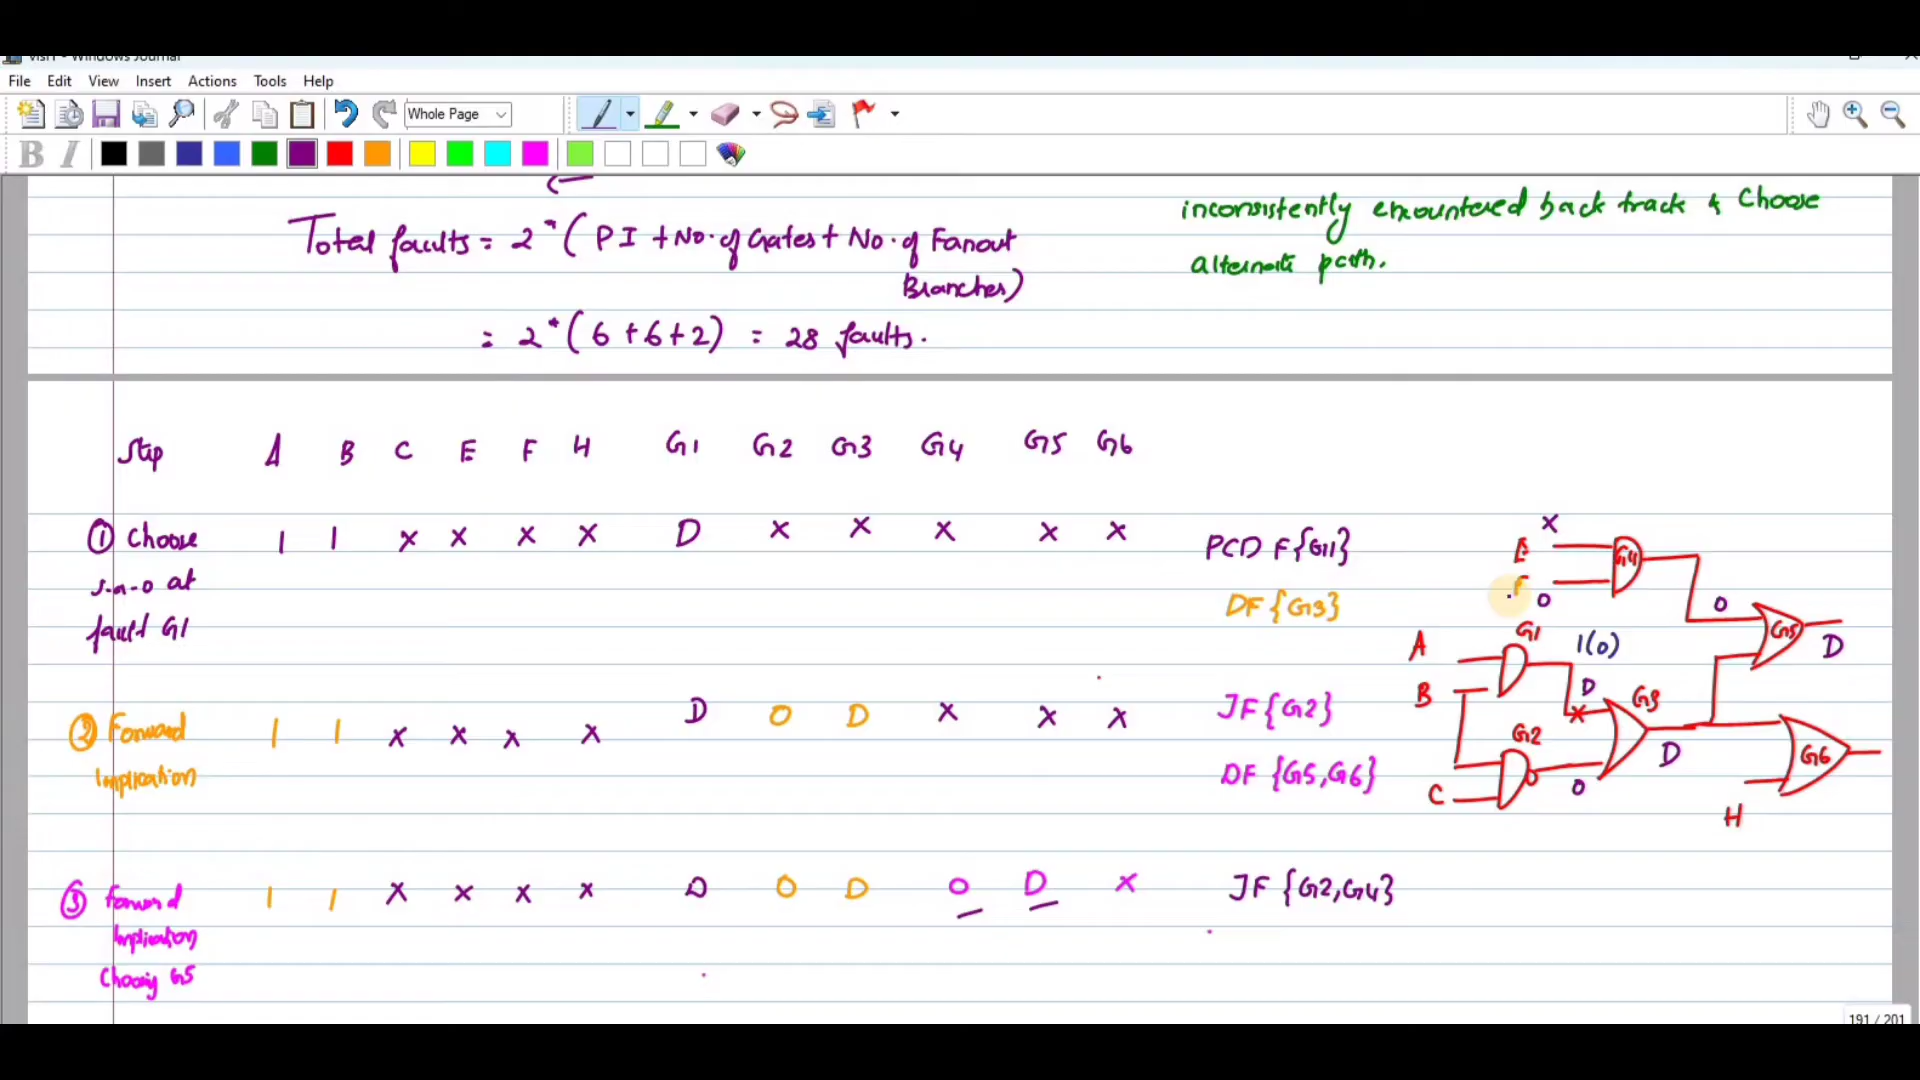 File Edit View Insert Actions Tools Help
Whole Page
B I
inconsistently encountered back track & Choose
alternate path.
Total faults = 2 * ( PI + No. of Gates + No. of Fanout
Branches)
= 2 * ( 6 + 6 + 2 ) = 28 faults.
Step A B C E F H G1 G2 G3 G4 G5 G6
① Choose 1 1 X X X X D X X X X X PCD F{G1}
s-a-0 at DF{G3}
fault G1
② Forward 1 1 X X X X D 0 D X X X JF{G2}
Implication DF {G5,G6}
③ Forward 1 1 X X X X D 0 D 0 D X JF {G2,G4}
Implication
Choosing G5
X
E G4
F 0
0 G5 D
A G1 1(0)
B D G3
G2 D G6
C 0
H
191 / 201